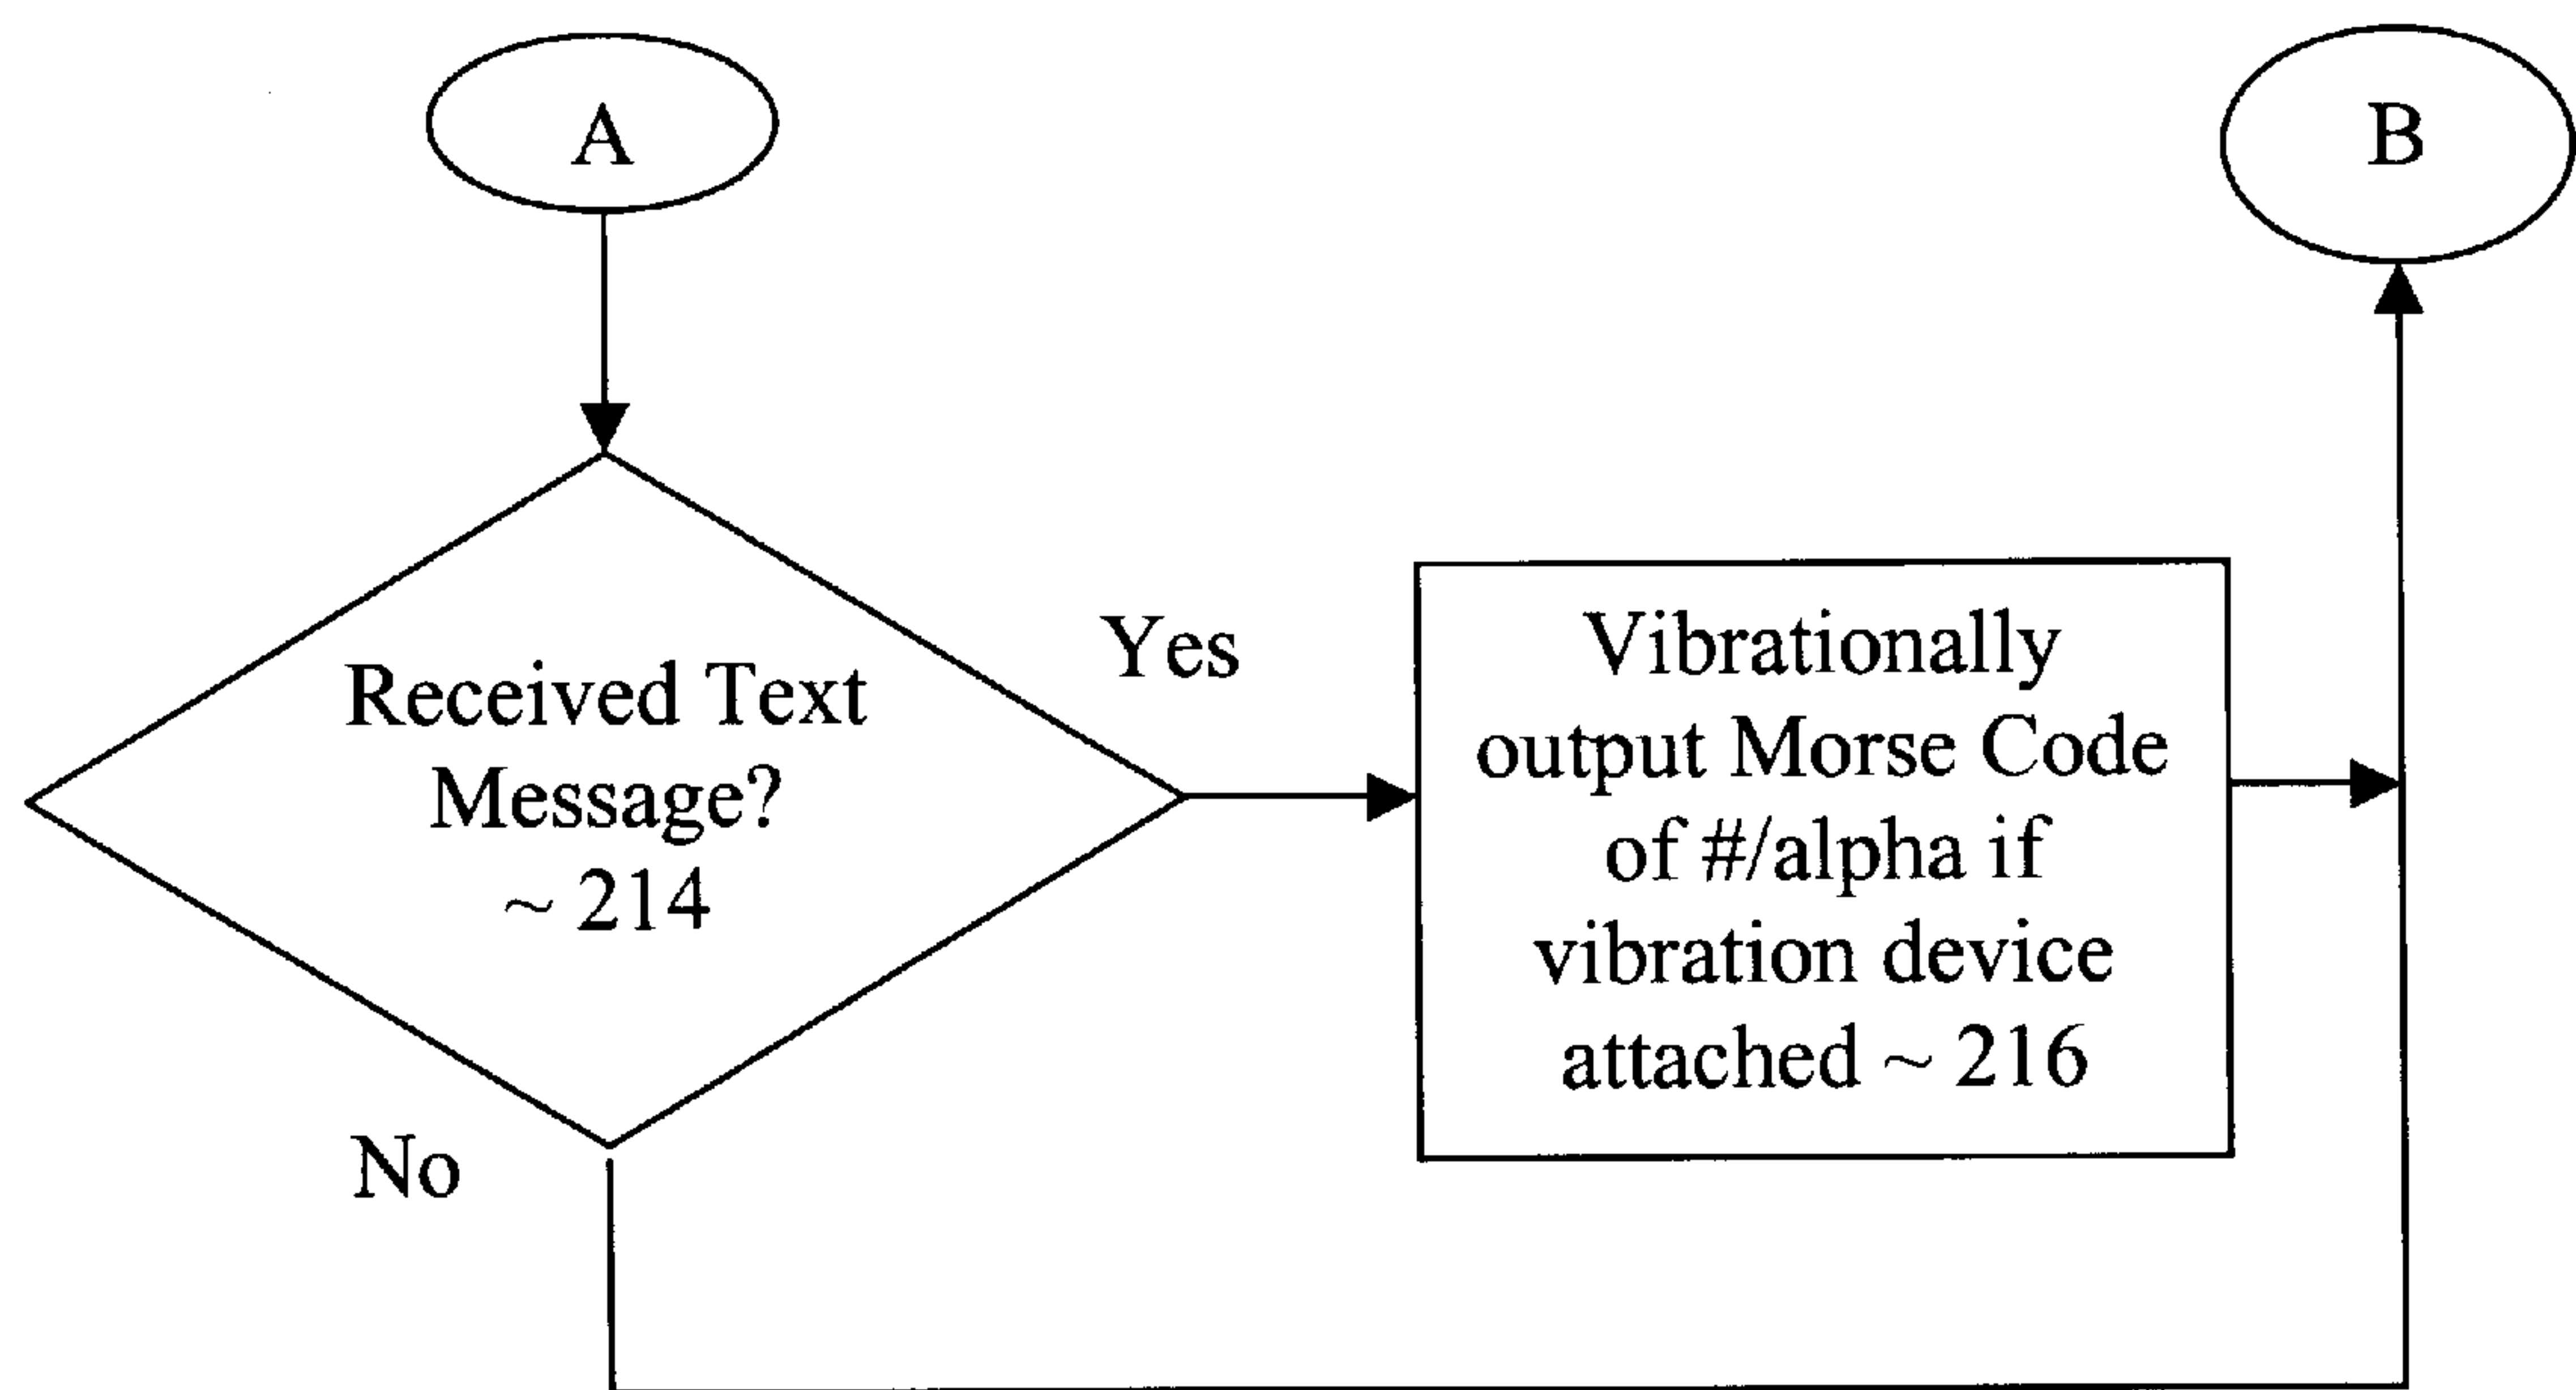 A
B
Received Text
Message?
~ 214
Yes
Vibrationally
output Morse Code
of #/alpha if
vibration device
attached ~ 216
No